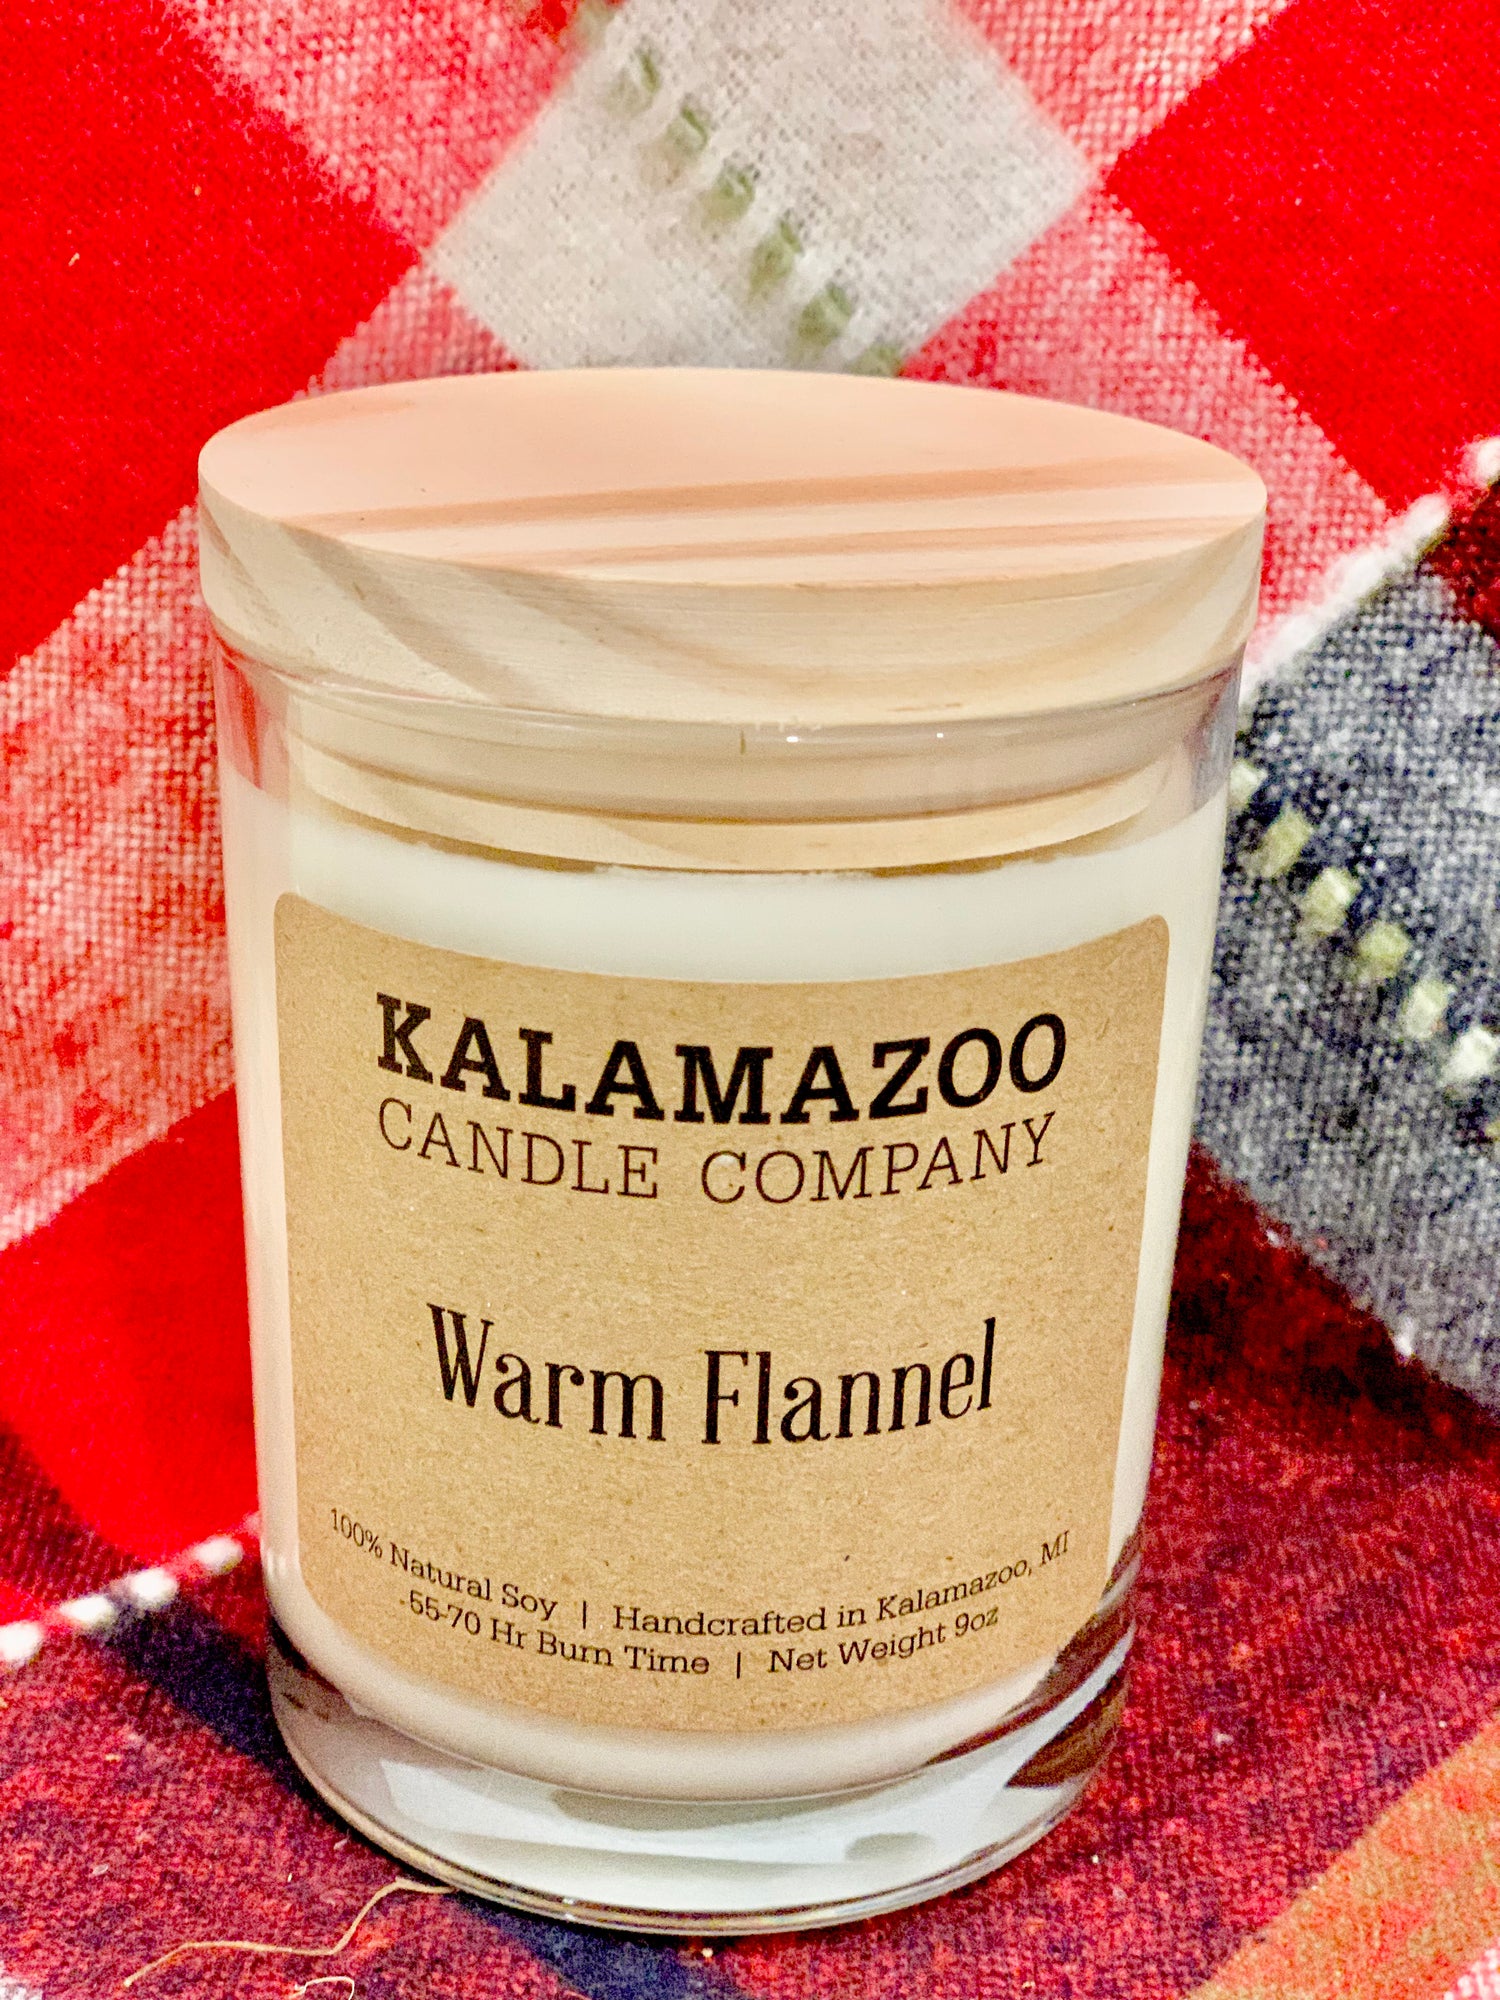 KALAMAZOO
CANDLE COMPANY
Warm Flannel
100% Natural Soy | Handcrafted in Kalamazoo, MI
55-70 Hr Burn Time | Net Weight 9oz